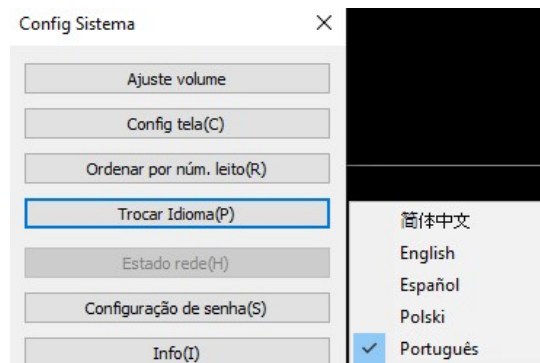 Config Sistema
Ajuste volume
Config tela(C)
Ordenar por núm. leito(R)
Trocar Idioma(P)
Estado rede(H)
Configuração de senha(S)
Info(I)
简体中文
English
Español
Polski
Português